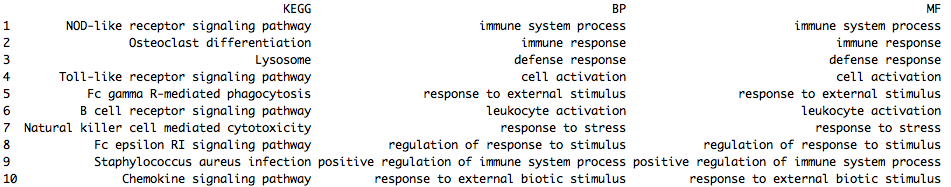 KEGG BP MF
1 NOD-like receptor signaling pathway immune system process immune system process
2 Osteoclast differentiation immune response immune response
3 Lysosome defense response defense response
4 Toll-like receptor signaling pathway cell activation cell activation
5 Fc gamma R-mediated phagocytosis response to external stimulus response to external stimulus
6 B cell receptor signaling pathway leukocyte activation leukocyte activation
7 Natural killer cell mediated cytotoxicity response to stress response to stress
8 Fc epsilon RI signaling pathway regulation of response to stimulus regulation of response to stimulus
9 Staphylococcus aureus infection positive regulation of immune system process positive regulation of immune system process
10 Chemokine signaling pathway response to external biotic stimulus response to external biotic stimulus